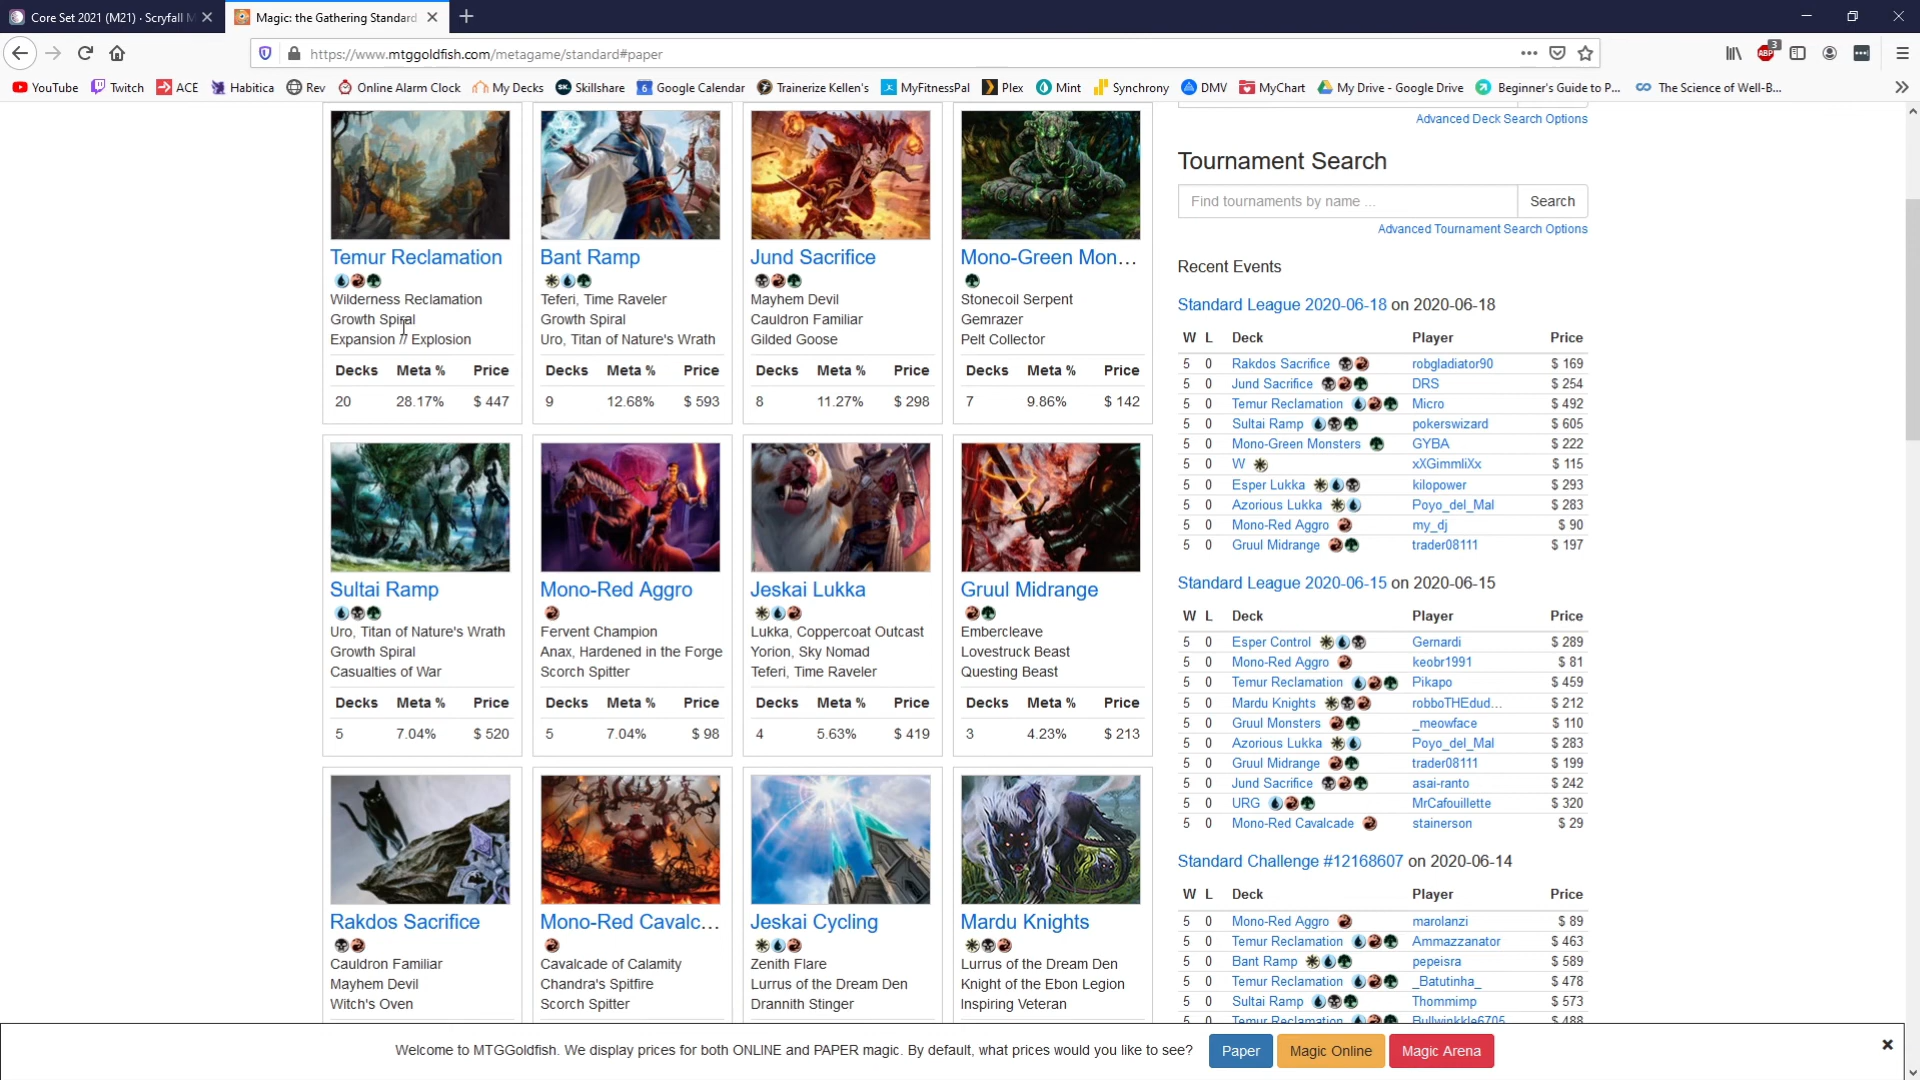 Core Set 2021 (M21) · Scryfall M
Magic: the Gathering Standard
https://www.mtggoldfish.com/metagame/standard#paper
3
YouTube Twitch ACE Habitica Rev Online Alarm Clock My Decks Skillshare Google Calendar Trainerize Kellen's MyFitnessPal Plex Mint Synchrony DMV MyChart My Drive - Google Drive Beginner's Guide to P... The Science of Well-B...
Temur Reclamation
Wilderness Reclamation
Growth Spiral
Expansion // Explosion
Decks Meta % Price
20 28.17% $ 447
Bant Ramp
Teferi, Time Raveler
Growth Spiral
Uro, Titan of Nature's Wrath
Decks Meta % Price
9 12.68% $ 593
Jund Sacrifice
Mayhem Devil
Cauldron Familiar
Gilded Goose
Decks Meta % Price
8 11.27% $ 298
Mono-Green Mon...
Stonecoil Serpent
Gemrazer
Pelt Collector
Decks Meta % Price
7 9.86% $ 142
Sultai Ramp
Uro, Titan of Nature's Wrath
Growth Spiral
Casualties of War
Decks Meta % Price
5 7.04% $ 520
Mono-Red Aggro
Fervent Champion
Anax, Hardened in the Forge
Scorch Spitter
Decks Meta % Price
5 7.04% $ 98
Jeskai Lukka
Lukka, Coppercoat Outcast
Yorion, Sky Nomad
Teferi, Time Raveler
Decks Meta % Price
4 5.63% $ 419
Gruul Midrange
Embercleave
Lovestruck Beast
Questing Beast
Decks Meta % Price
3 4.23% $ 213
Rakdos Sacrifice
Cauldron Familiar
Mayhem Devil
Witch's Oven
Mono-Red Cavalc...
Cavalcade of Calamity
Chandra's Spitfire
Scorch Spitter
Jeskai Cycling
Zenith Flare
Lurrus of the Dream Den
Drannith Stinger
Mardu Knights
Lurrus of the Dream Den
Knight of the Ebon Legion
Inspiring Veteran
Advanced Deck Search Options
Tournament Search
Find tournaments by name ... Search
Advanced Tournament Search Options
Recent Events
Standard League 2020-06-18 on 2020-06-18
W L Deck Player Price
5 0 Rakdos Sacrifice robgladiator90 $ 169
5 0 Jund Sacrifice DRS $ 254
5 0 Temur Reclamation Micro $ 492
5 0 Sultai Ramp pokerswizard $ 605
5 0 Mono-Green Monsters GYBA $ 222
5 0 W xXGimmliXx $ 115
5 0 Esper Lukka kilopower $ 293
5 0 Azorious Lukka Poyo_del_Mal $ 283
5 0 Mono-Red Aggro my_dj $ 90
5 0 Gruul Midrange trader08111 $ 197
Standard League 2020-06-15 on 2020-06-15
W L Deck Player Price
5 0 Esper Control Gernardi $ 289
5 0 Mono-Red Aggro keobr1991 $ 81
5 0 Temur Reclamation Pikapo $ 459
5 0 Mardu Knights robboTHEdud... $ 212
5 0 Gruul Monsters _meowface $ 110
5 0 Azorious Lukka Poyo_del_Mal $ 283
5 0 Gruul Midrange trader08111 $ 199
5 0 Jund Sacrifice asai-ranto $ 242
5 0 URG MrCafouillette $ 320
5 0 Mono-Red Cavalcade stainerson $ 29
Standard Challenge #12168607 on 2020-06-14
W L Deck Player Price
5 0 Mono-Red Aggro marolanzi $ 89
5 0 Temur Reclamation Ammazzanator $ 463
5 0 Bant Ramp pepeisra $ 589
5 0 Temur Reclamation _Batutinha_ $ 478
5 0 Sultai Ramp Thommimp $ 573
5 0 Temur Reclamation Bullwinkkle6705 $ 488
Welcome to MTGGoldfish. We display prices for both ONLINE and PAPER magic. By default, what prices would you like to see? Paper Magic Online Magic Arena